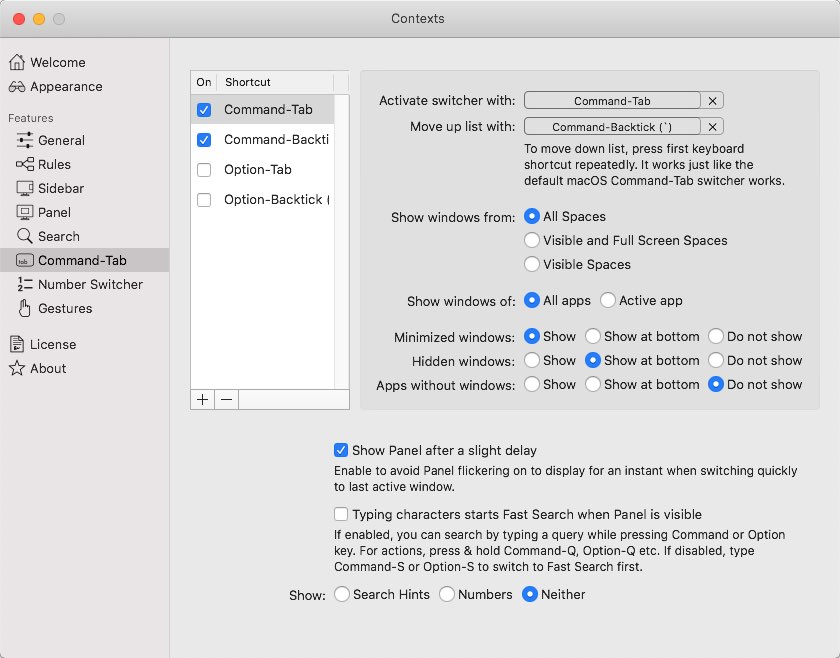 Contexts
Welcome
Appearance
Features
General
Rules
Sidebar
Panel
Search
tab Command-Tab
Number Switcher
Gestures
License
About
On Shortcut
Command-Tab
Command-Backti
Option-Tab
Option-Backtick (
Activate switcher with: Command-Tab
Move up list with: Command-Backtick (`)
To move down list, press first keyboard
shortcut repeatedly. It works just like the
default macOS Command-Tab switcher works.
Show windows from: All Spaces
Visible and Full Screen Spaces
Visible Spaces
Show windows of: All apps Active app
Minimized windows: Show Show at bottom Do not show
Hidden windows: Show Show at bottom Do not show
Apps without windows: Show Show at bottom Do not show
Show Panel after a slight delay
Enable to avoid Panel flickering on to display for an instant when switching quickly
to last active window.
Typing characters starts Fast Search when Panel is visible
If enabled, you can search by typing a query while pressing Command or Option
key. For actions, press & hold Command-Q, Option-Q etc. If disabled, type
Command-S or Option-S to switch to Fast Search first.
Show: Search Hints Numbers Neither